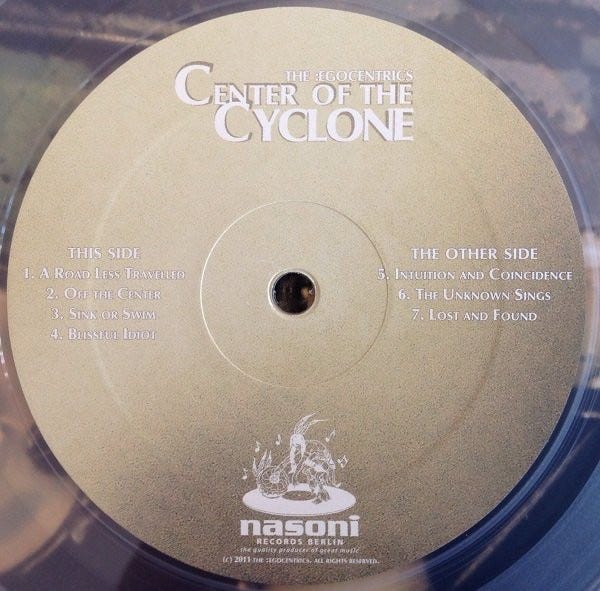 THE :EGOCENTRICS
CENTER OF THE
CYCLONE
THIS SIDE
1. A ROAD LESS TRAVELLED
2. OFF THE CENTER
3. SINK OR SWIM
4. BLISSFUL IDIOT
THE OTHER SIDE
5. INTUITION AND COINCIDENCE
6. THE UNKNOWN SINGS
7. LOST AND FOUND
nasoni
RECORDS BERLIN
the quality producer of great music
(c) 2011 THE :EGOCENTRICS. ALL RIGHTS RESERVED.